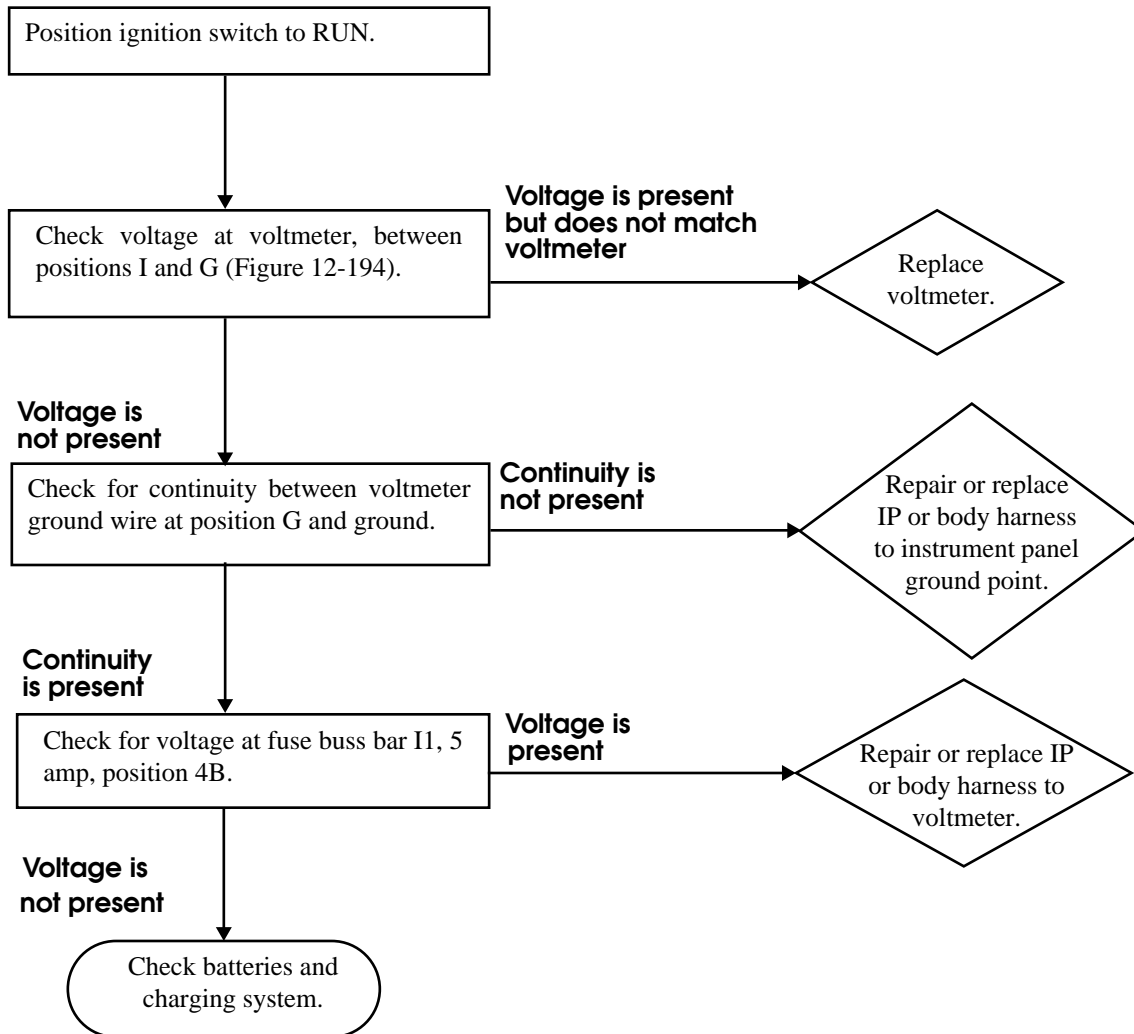 Position ignition switch to RUN.
Voltage is present
but does not match
voltmeter
Check voltage at voltmeter, between
positions I and G (Figure 12-194).
Replace
voltmeter.
Voltage is
not present
Check for continuity between voltmeter
ground wire at position G and ground.
Continuity is
not present
Repair or replace
IP or body harness
to instrument panel
ground point.
Continuity
is present
Check for voltage at fuse buss bar I1, 5
amp, position 4B.
Voltage is
present
Repair or replace IP
or body harness to
voltmeter.
Voltage is
not present
Check batteries and
charging system.